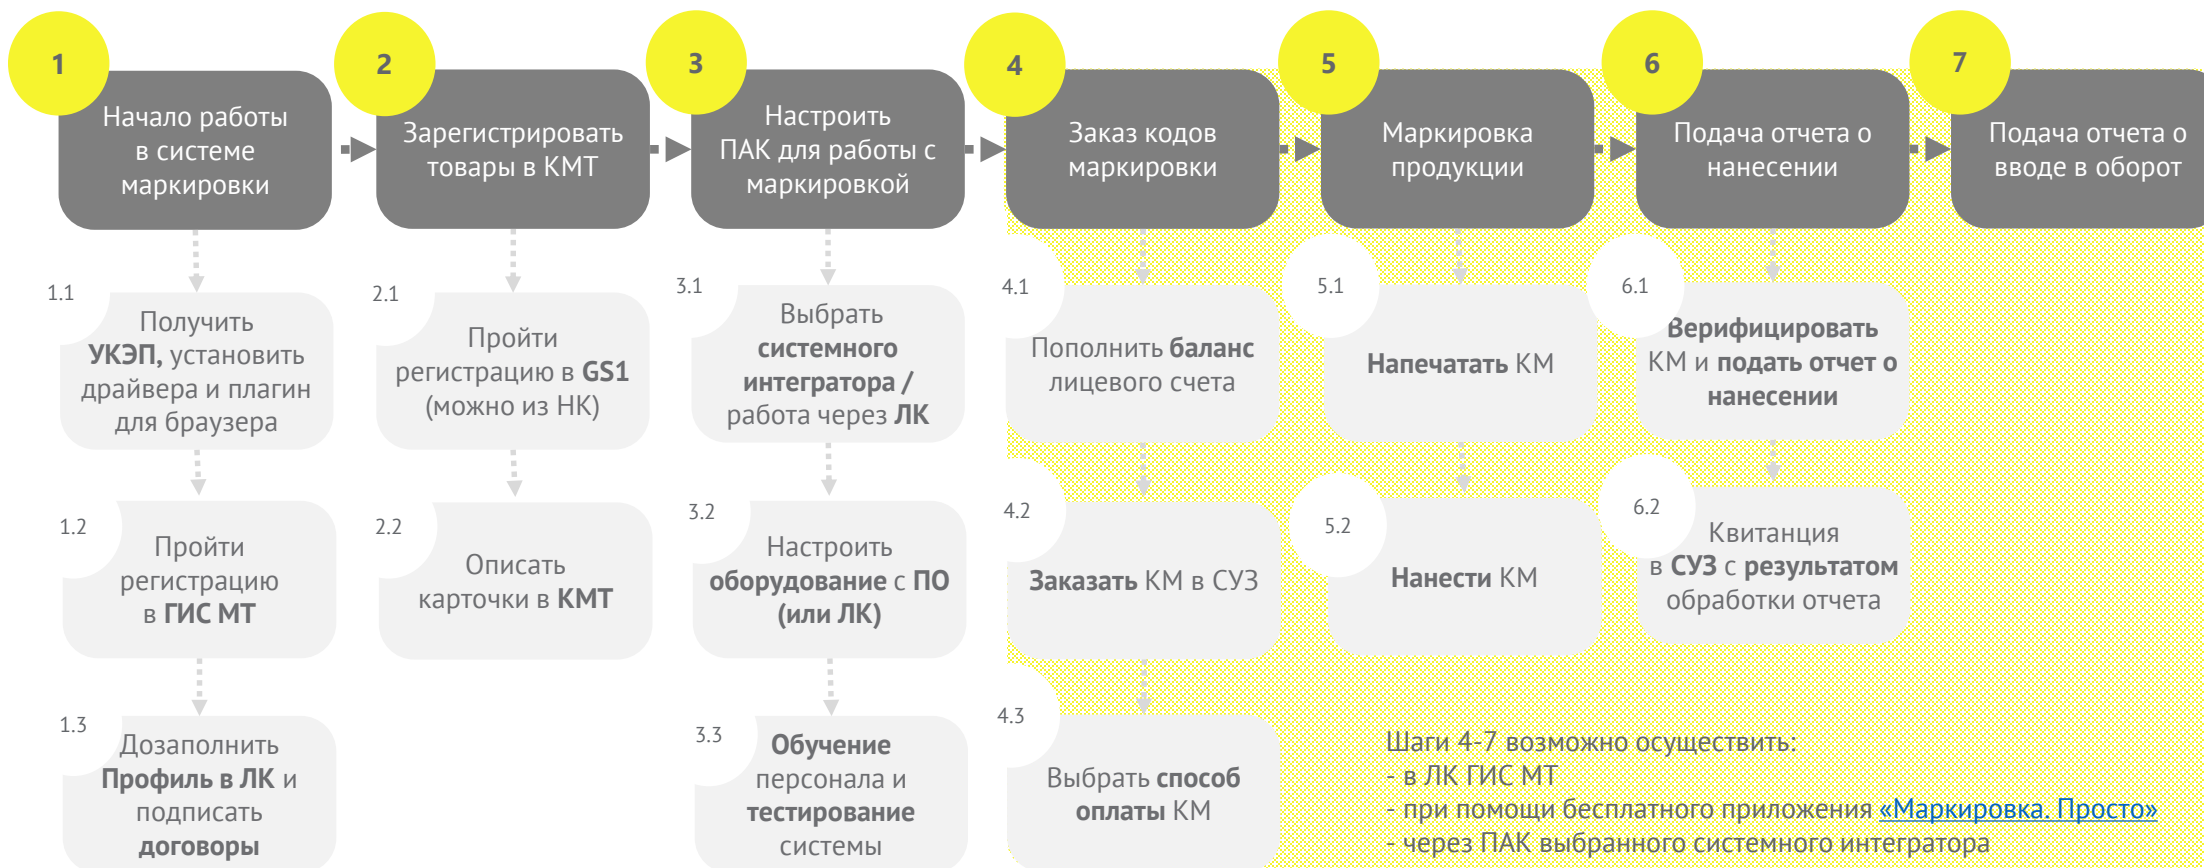 1
Начало работы
в системе
маркировки
2
Зарегистрировать
товары в КМТ
3
Настроить
ПАК для работы с
маркировкой
4
Заказ кодов
маркировки
5
Маркировка
продукции
6
Подача отчета о
нанесении
7
Подача отчета о
вводе в оборот
1.1
Получить
УКЭП, установить
драйвера и плагин
для браузера
1.2
Пройти
регистрацию
в ГИС МТ
1.3
Дозаполнить
Профиль в ЛК и
подписать
договоры
2.1
Пройти
регистрацию в GS1
(можно из НК)
2.2
Описать
карточки в КМТ
3.1
Выбрать
системного
интегратора /
работа через ЛК
3.2
Настроить
оборудование с ПО
(или ЛК)
3.3
Обучение
персонала и
тестирование
системы
4.1
Пополнить баланс
лицевого счета
4.2
Заказать КМ в СУЗ
4.3
Выбрать способ
оплаты КМ
5.1
Напечатать КМ
5.2
Нанести КМ
6.1
Верифицировать
КМ и подать отчет о
нанесении
6.2
Квитанция
в СУЗ с результатом
обработки отчета
Шаги 4-7 возможно осуществить:
- в ЛК ГИС МТ
- при помощи бесплатного приложения «Маркировка. Просто»
- через ПАК выбранного системного интегратора